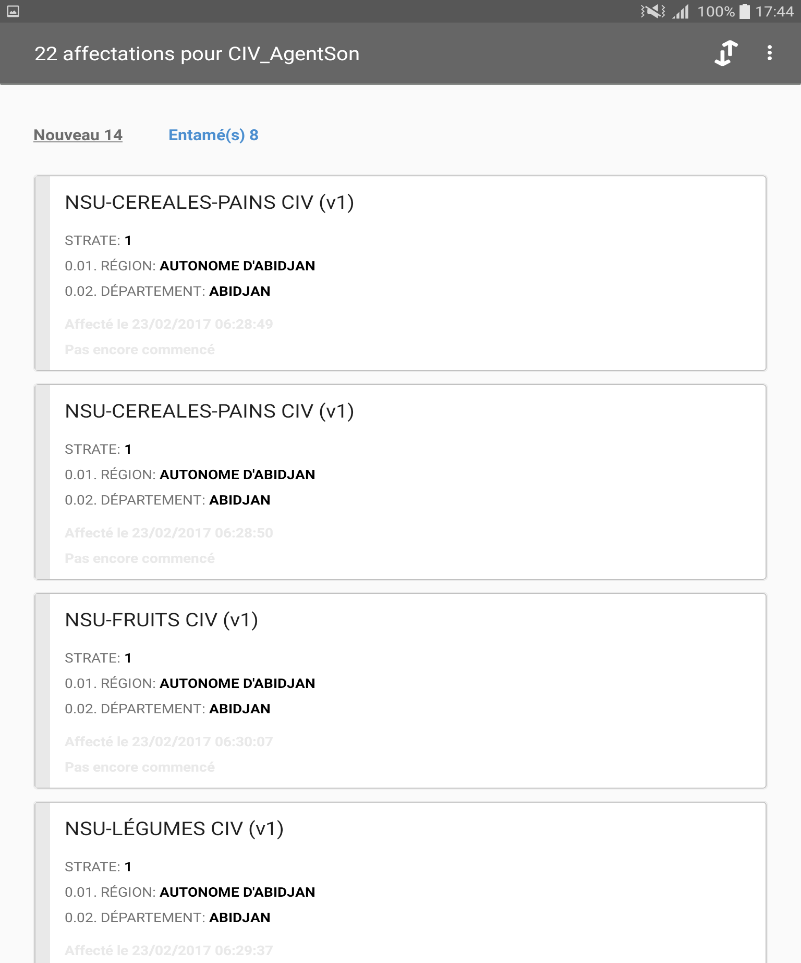 100% 17:44
22 affectations pour CIV_AgentSon
Nouveau 14 Entamé(s) 8
NSU-CEREALES-PAINS CIV (v1)
STRATE: 1
0.01. RÉGION: AUTONOME D'ABIDJAN
0.02. DÉPARTEMENT: ABIDJAN
Affecté le 23/02/2017 06:28:49
Pas encore commencé
NSU-CEREALES-PAINS CIV (v1)
STRATE: 1
0.01. RÉGION: AUTONOME D'ABIDJAN
0.02. DÉPARTEMENT: ABIDJAN
Affecté le 23/02/2017 06:28:50
Pas encore commencé
NSU-FRUITS CIV (v1)
STRATE: 1
0.01. RÉGION: AUTONOME D'ABIDJAN
0.02. DÉPARTEMENT: ABIDJAN
Affecté le 23/02/2017 06:30:07
Pas encore commencé
NSU-LÉGUMES CIV (v1)
STRATE: 1
0.01. RÉGION: AUTONOME D'ABIDJAN
0.02. DÉPARTEMENT: ABIDJAN
Affecté le 23/02/2017 06:29:37